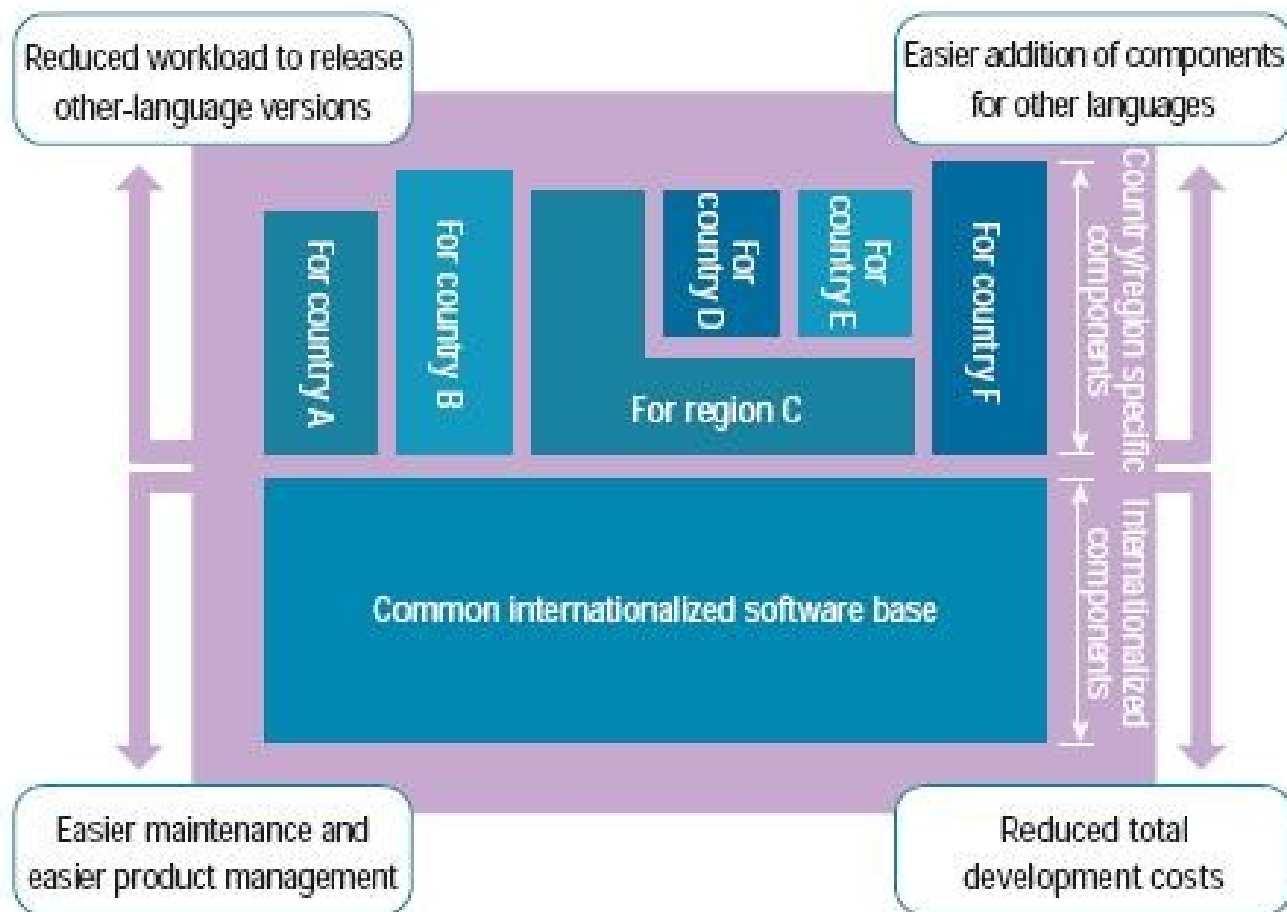 Reduced workload to release
other-language versions
Easier addition of components
for other languages
For country A
For country B
For region C
For
country D
For
country E
For country F
Country/region specific
components
Common internationalized software base
Internationalized
components
Easier maintenance and
easier product management
Reduced total
development costs